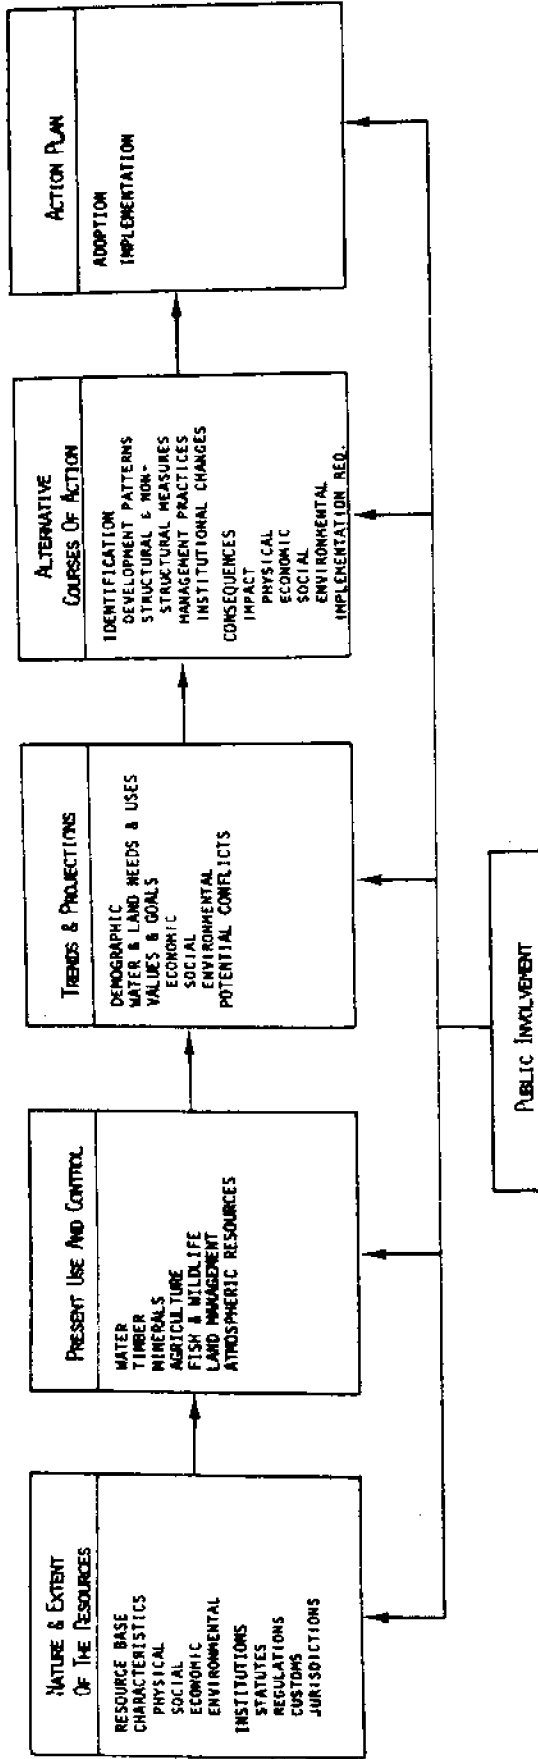 NATURE & EXTENT
OF THE RESOURCES
RESOURCE BASE
CHARACTERISTICS
PHYSICAL
SOCIAL
ECONOMIC
ENVIRONMENTAL
INSTITUTIONS
STATUTES
REGULATIONS
CUSTOMS
JURISDICTIONS
PRESENT USE AND CONTROL
WATER
TIMBER
MINERALS
AGRICULTURE
FISH & WILDLIFE
LAND MANAGEMENT
ATMOSPHERIC RESOURCES
TRENDS & PROJECTIONS
DEMOGRAPHIC
WATER & LAND NEEDS & USES
VALUES & GOALS
ECONOMIC
SOCIAL
ENVIRONMENTAL
POTENTIAL CONFLICTS
ALTERNATIVE
COURSES OF ACTION
IDENTIFICATION
DEVELOPMENT PATTERNS
STRUCTURAL & NON-
STRUCTURAL MEASURES
MANAGEMENT PRACTICES
INSTITUTIONAL CHANGES
CONSEQUENCES
IMPACT
PHYSICAL
ECONOMIC
SOCIAL
ENVIRONMENTAL
IMPLEMENTATION REQ.
ACTION PLAN
ADOPTION
IMPLEMENTATION
PUBLIC INVOLVEMENT